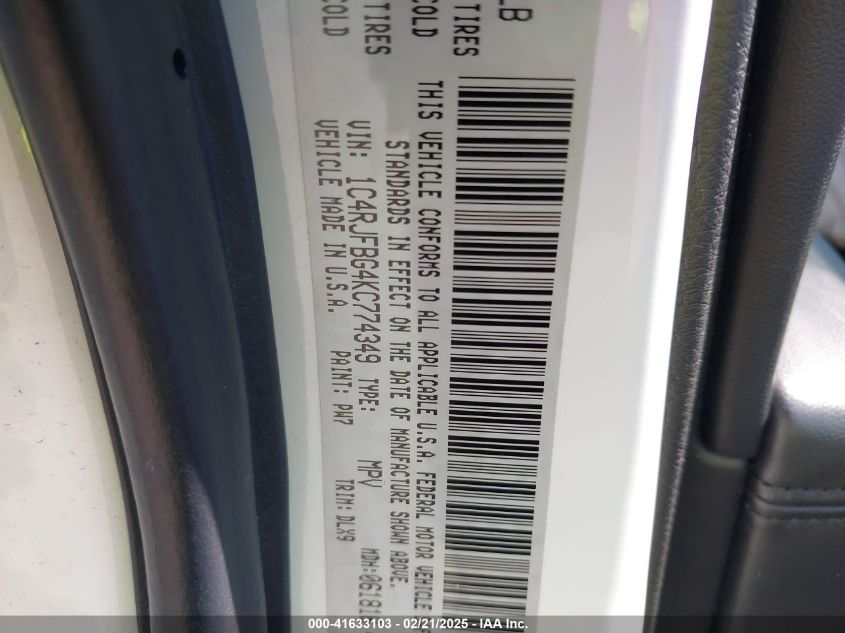 LB
TIRES COLD
TIRES COLD
THIS VEHICLE CONFORMS TO ALL APPLICABLE U.S.A. FEDERAL MOTOR VEHICLE
STANDARDS IN EFFECT ON THE DATE OF MANUFACTURE SHOWN ABOVE.
VIN: 1C4RJFBG4KC774349 TYPE: MPV MDH:06181
VEHICLE MADE IN U.S.A. PAINT: PW7 TRIM: DLX9
000-41633103 - 02/21/2025 - IAA Inc.